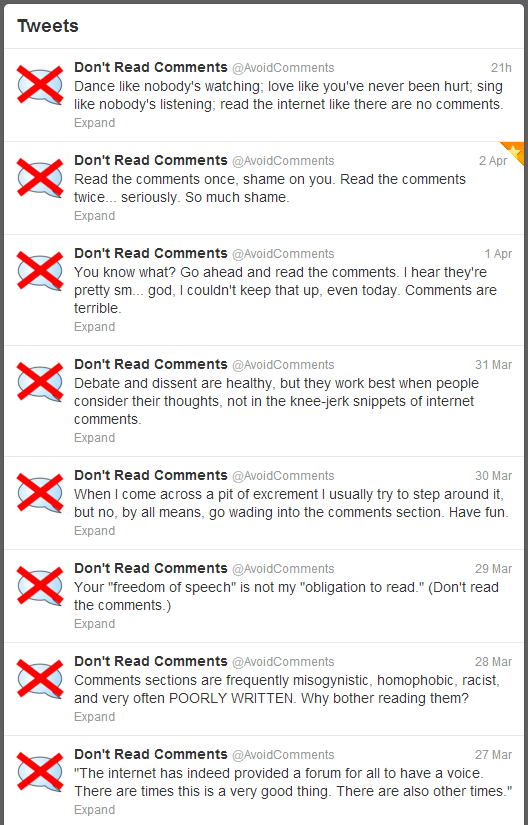 Tweets
Don't Read Comments @AvoidComments 21h
Dance like nobody's watching; love like you've never been hurt; sing
like nobody's listening; read the internet like there are no comments.
Expand
Don't Read Comments @AvoidComments 2 Apr
Read the comments once, shame on you. Read the comments
twice... seriously. So much shame.
Expand
Don't Read Comments @AvoidComments 1 Apr
You know what? Go ahead and read the comments. I hear they're
pretty sm... god, I couldn't keep that up, even today. Comments are
terrible.
Expand
Don't Read Comments @AvoidComments 31 Mar
Debate and dissent are healthy, but they work best when people
consider their thoughts, not in the knee-jerk snippets of internet
comments.
Expand
Don't Read Comments @AvoidComments 30 Mar
When I come across a pit of excrement I usually try to step around it,
but no, by all means, go wading into the comments section. Have fun.
Expand
Don't Read Comments @AvoidComments 29 Mar
Your "freedom of speech" is not my "obligation to read." (Don't read
the comments.)
Expand
Don't Read Comments @AvoidComments 28 Mar
Comments sections are frequently misogynistic, homophobic, racist,
and very often POORLY WRITTEN. Why bother reading them?
Expand
Don't Read Comments @AvoidComments 27 Mar
"The internet has indeed provided a forum for all to have a voice.
There are times this is a very good thing. There are also other times."
Expand